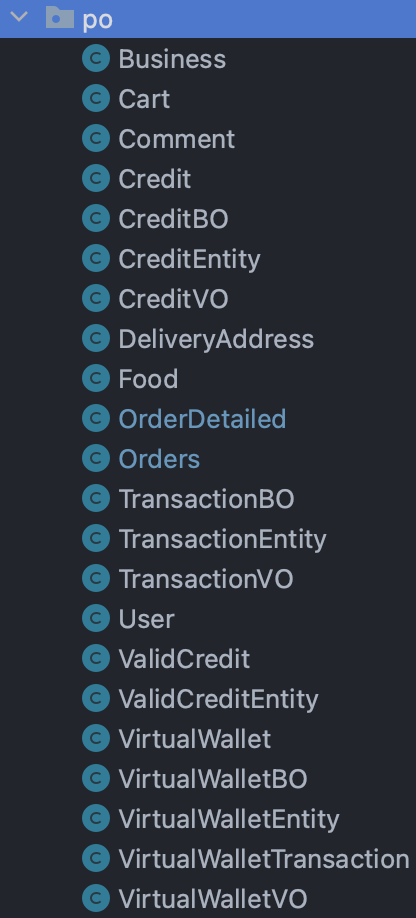 po
C Business
C Cart
C Comment
C Credit
C CreditBO
C CreditEntity
C CreditVO
C DeliveryAddress
C Food
C OrderDetailed
C Orders
C TransactionBO
C TransactionEntity
C TransactionVO
C User
C ValidCredit
C ValidCreditEntity
C VirtualWallet
C VirtualWalletBO
C VirtualWalletEntity
C VirtualWalletTransaction
C VirtualWalletVO